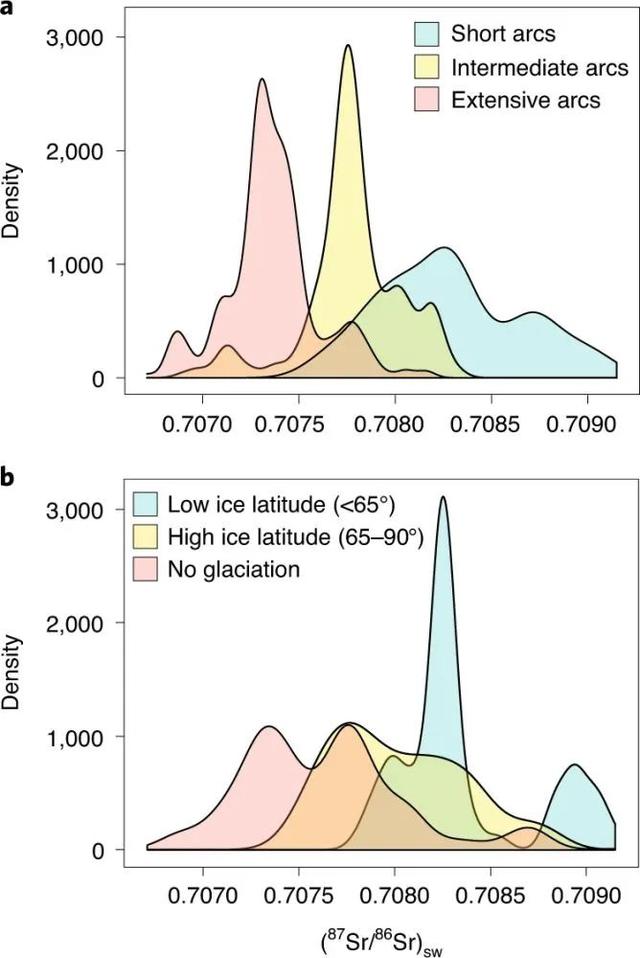 a
3,000
2,000
1,000
0
Density
Short arcs
Intermediate arcs
Extensive arcs
0.7070 0.7075 0.7080 0.7085 0.7090
b
3,000
2,000
1,000
0
Density
Low ice latitude (<65°)
High ice latitude (65–90°)
No glaciation
0.7070 0.7075 0.7080 0.7085 0.7090
(⁸⁷Sr/⁸⁶Sr)sw